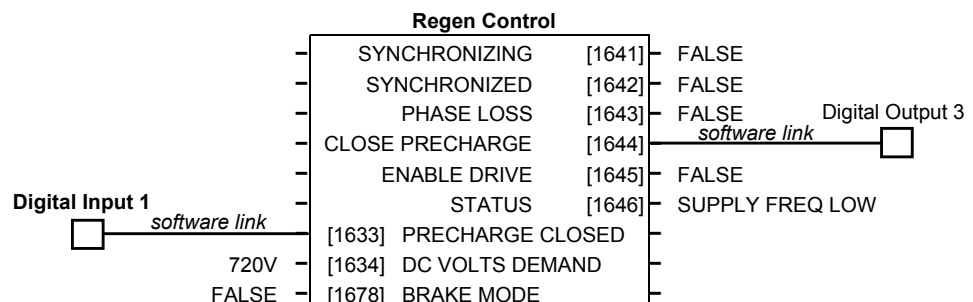 Regen Control
SYNCHRONIZING [1641] FALSE
SYNCHRONIZED [1642] FALSE
PHASE LOSS [1643] FALSE Digital Output 3
CLOSE PRECHARGE [1644] software link
ENABLE DRIVE [1645] FALSE
Digital Input 1 STATUS [1646] SUPPLY FREQ LOW
software link [1633] PRECHARGE CLOSED
720V [1634] DC VOLTS DEMAND
FALSE [1678] BRAKE MODE